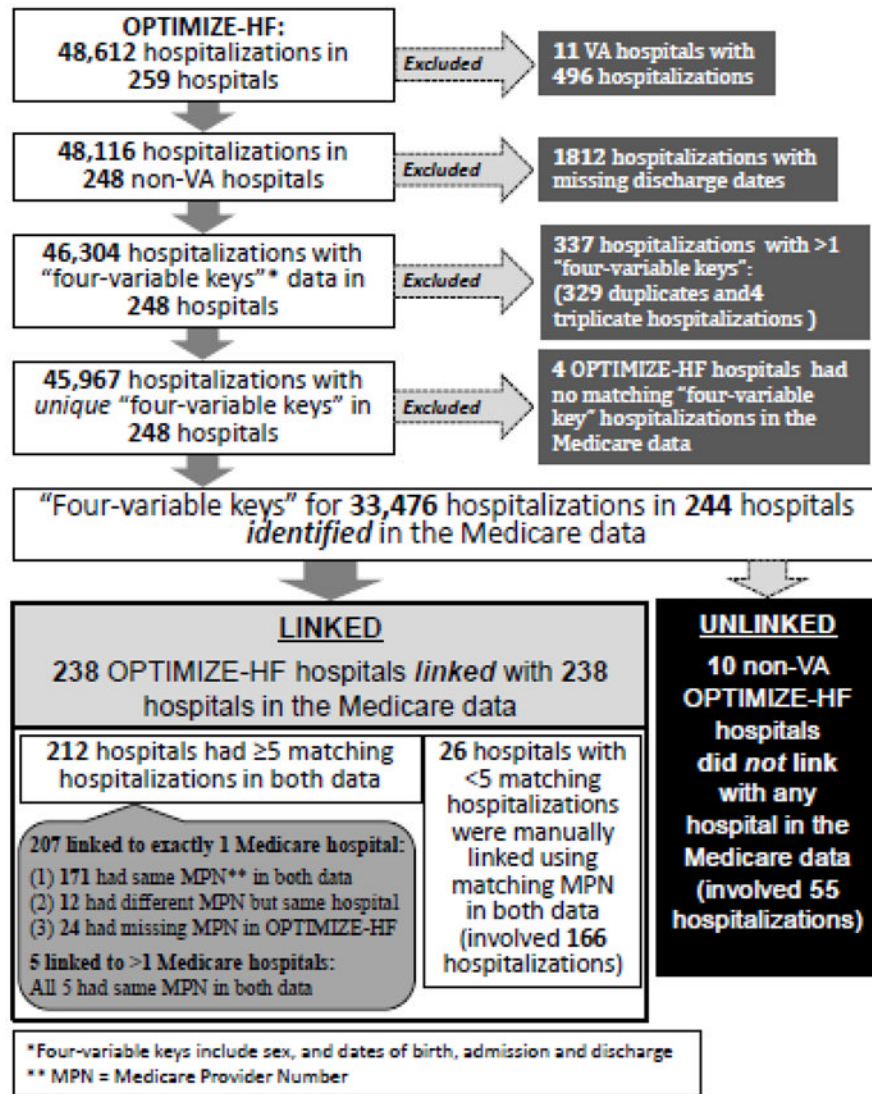 OPTIMIZE-HF:
48,612 hospitalizations in
259 hospitals
Excluded
11 VA hospitals with
496 hospitalizations
48,116 hospitalizations in
248 non-VA hospitals
Excluded
1812 hospitalizations with
missing discharge dates
46,304 hospitalizations with
“four-variable keys”* data in
248 hospitals
Excluded
337 hospitalizations with >1
“four-variable keys”:
(329 duplicates and4
triplicate hospitalizations )
45,967 hospitalizations with
unique “four-variable keys” in
248 hospitals
Excluded
4 OPTIMIZE-HF hospitals had
no matching “four-variable
key” hospitalizations in the
Medicare data
“Four-variable keys” for 33,476 hospitalizations in 244 hospitals
identified in the Medicare data
LINKED
238 OPTIMIZE-HF hospitals linked with 238
hospitals in the Medicare data
212 hospitals had ≥5 matching
hospitalizations in both data
207 linked to exactly 1 Medicare hospital:
(1) 171 had same MPN** in both data
(2) 12 had different MPN but same hospital
(3) 24 had missing MPN in OPTIMIZE-HF
5 linked to >1 Medicare hospitals:
All 5 had same MPN in both data
26 hospitals with
<5 matching
hospitalizations
were manually
linked using
matching MPN
in both data
(involved 166
hospitalizations)
UNLINKED
10 non-VA
OPTIMIZE-HF
hospitals
did not link
with any
hospital in the
Medicare data
(involved 55
hospitalizations)
*Four-variable keys include sex, and dates of birth, admission and discharge
** MPN = Medicare Provider Number